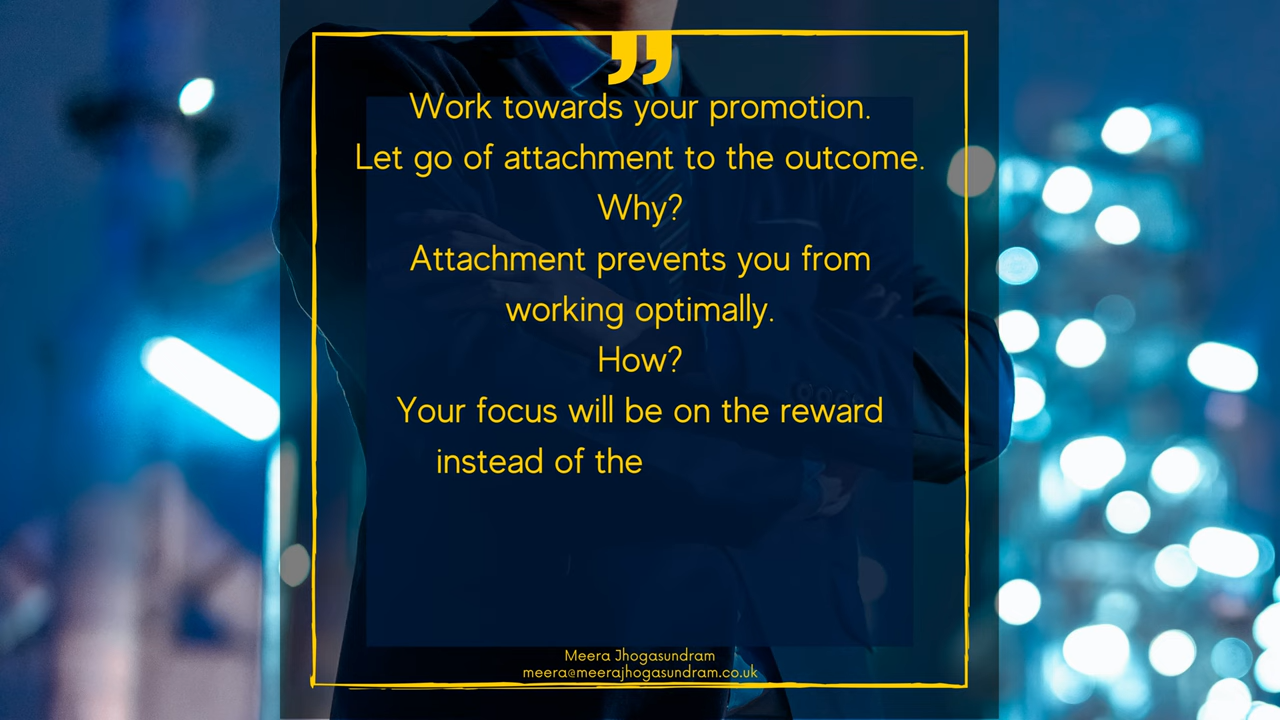 ”
Work towards your promotion.
Let go of attachment to the outcome.
Why?
Attachment prevents you from
working optimally.
How?
Your focus will be on the reward
instead of the
Meera Jhogasundram
meera@meerajhogasundram.co.uk